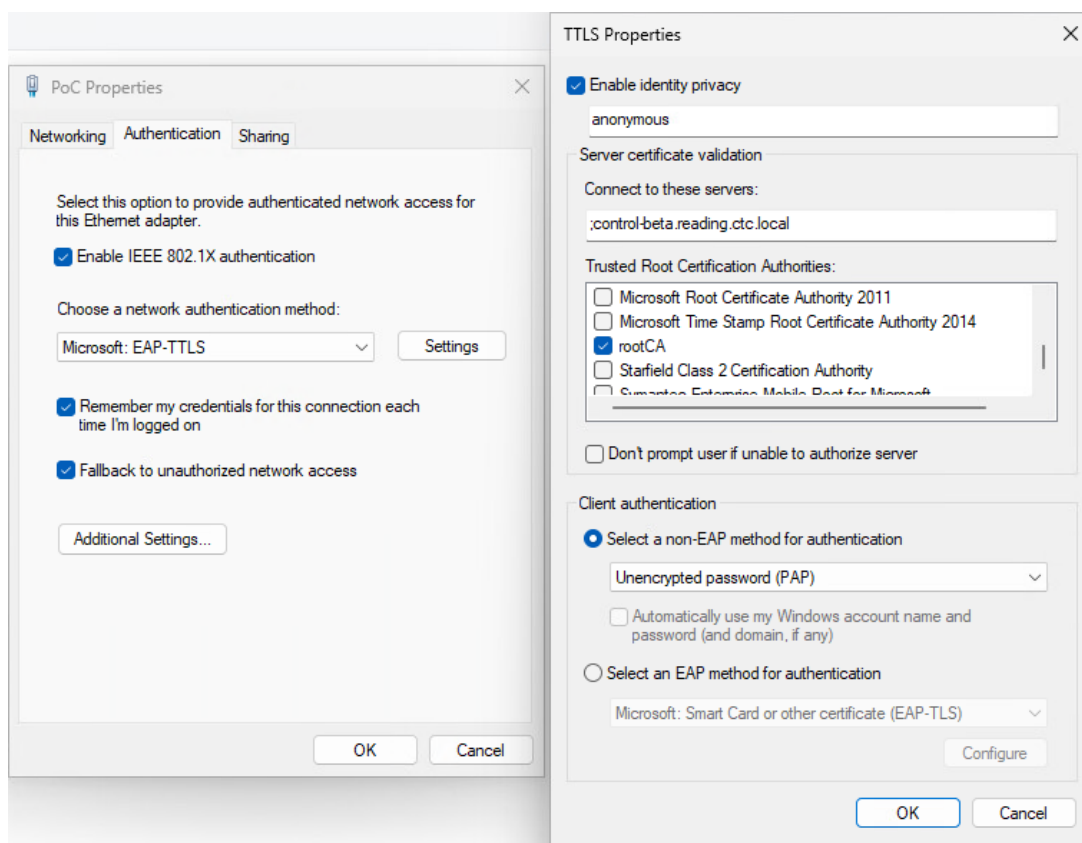 PoC Properties
Networking
Authentication
Sharing
Select this option to provide authenticated network access for
this Ethernet adapter.
Enable IEEE 802.1X authentication
Choose a network authentication method:
Microsoft: EAP-TTLS
Settings
Remember my credentials for this connection each
time I'm logged on
Fallback to unauthorized network access
Additional Settings...
OK
Cancel
TTLS Properties
Enable identity privacy
anonymous
Server certificate validation
Connect to these servers:
;control-beta.reading.ctc.local
Trusted Root Certification Authorities:
Microsoft Root Certificate Authority 2011
Microsoft Time Stamp Root Certificate Authority 2014
rootCA
Starfield Class 2 Certification Authority
Symantec Enterprise Mobile Root for Microsoft
Don't prompt user if unable to authorize server
Client authentication
Select a non-EAP method for authentication
Unencrypted password (PAP)
Automatically use my Windows account name and
password (and domain, if any)
Select an EAP method for authentication
Microsoft: Smart Card or other certificate (EAP-TLS)
Configure
OK
Cancel